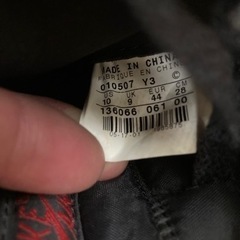 MADE IN CHINA
FABRIQUE EN CHINE
010507 Y3
US UK EUR CM
10 9 44 28
136066 061 00